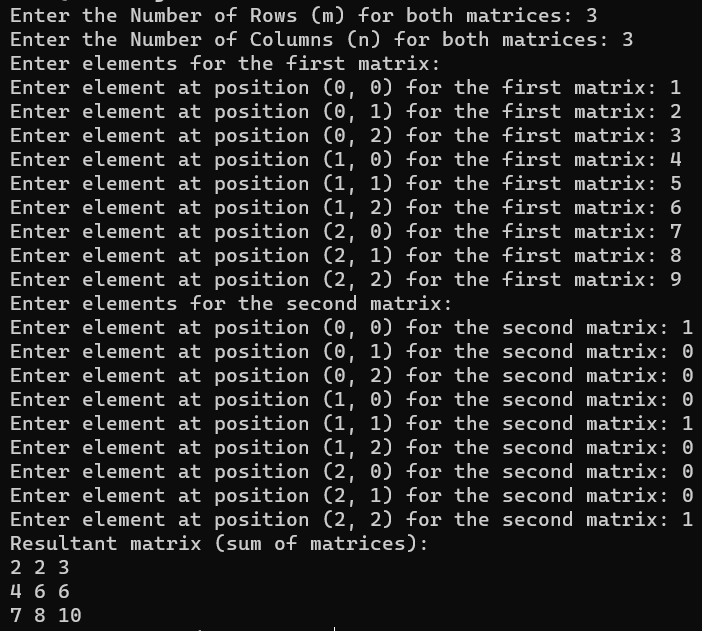 Enter the Number of Rows (m) for both matrices: 3
Enter the Number of Columns (n) for both matrices: 3
Enter elements for the first matrix:
Enter element at position (0, 0) for the first matrix: 1
Enter element at position (0, 1) for the first matrix: 2
Enter element at position (0, 2) for the first matrix: 3
Enter element at position (1, 0) for the first matrix: 4
Enter element at position (1, 1) for the first matrix: 5
Enter element at position (1, 2) for the first matrix: 6
Enter element at position (2, 0) for the first matrix: 7
Enter element at position (2, 1) for the first matrix: 8
Enter element at position (2, 2) for the first matrix: 9
Enter elements for the second matrix:
Enter element at position (0, 0) for the second matrix: 1
Enter element at position (0, 1) for the second matrix: 0
Enter element at position (0, 2) for the second matrix: 0
Enter element at position (1, 0) for the second matrix: 0
Enter element at position (1, 1) for the second matrix: 1
Enter element at position (1, 2) for the second matrix: 0
Enter element at position (2, 0) for the second matrix: 0
Enter element at position (2, 1) for the second matrix: 0
Enter element at position (2, 2) for the second matrix: 1
Resultant matrix (sum of matrices):
2 2 3
4 6 6
7 8 10